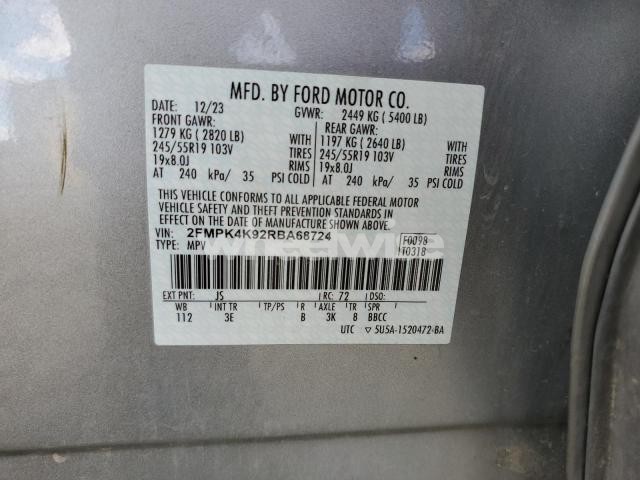 MFD. BY FORD MOTOR CO.
DATE: 12/23 GVWR: 2449 KG ( 5400 LB)
FRONT GAWR: REAR GAWR:
1279 KG ( 2820 LB) WITH 1197 KG ( 2640 LB) WITH
245/55R19 103V TIRES 245/55R19 103V TIRES
19x8.0J RIMS 19x8.0J RIMS
AT 240 kPa/ 35 PSI COLD AT 240 kPa/ 35 PSI COLD
THIS VEHICLE CONFORMS TO ALL APPLICABLE FEDERAL MOTOR
VEHICLE SAFETY AND THEFT PREVENTION STANDARDS IN
EFFECT ON THE DATE OF MANUFACTURE SHOWN ABOVE.
VIN: 2FMPK4K92RBA68724 F0098
TYPE: MPV T0318
EXT PNT: JS RC: 72 DSO:
WB INT TR TP/PS R AXLE TR SPR
112 3E B 3K 8 BBCC
UTC ▽ 5U5A-1520472-BA